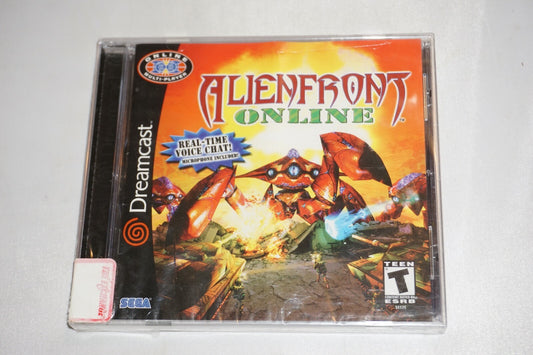 ONLINE
MULTI-PLAYER
ALIENFRONT
ONLINE
REAL-TIME
VOICE CHAT!
MICROPHONE INCLUDED!
Dreamcast
SEGA
TEEN
T
ESRB